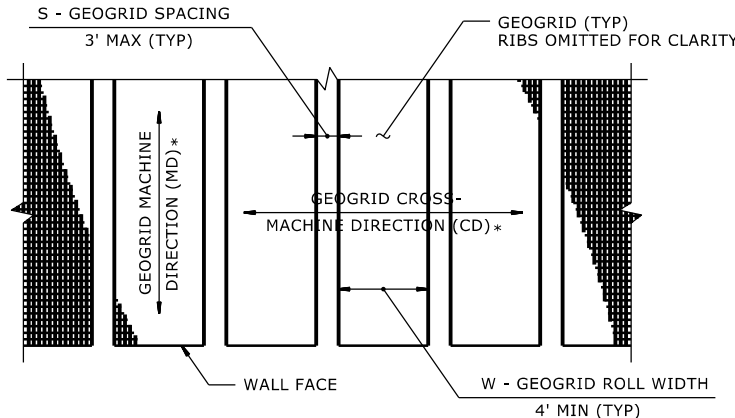 S - GEOGRID SPACING
3' MAX (TYP)
GEOGRID (TYP)
RIBS OMITTED FOR CLARITY
GEOGRID MACHINE
DIRECTION (MD)*
GEOGRID CROSS-
MACHINE DIRECTION (CD)*
WALL FACE
W - GEOGRID ROLL WIDTH
4' MIN (TYP)